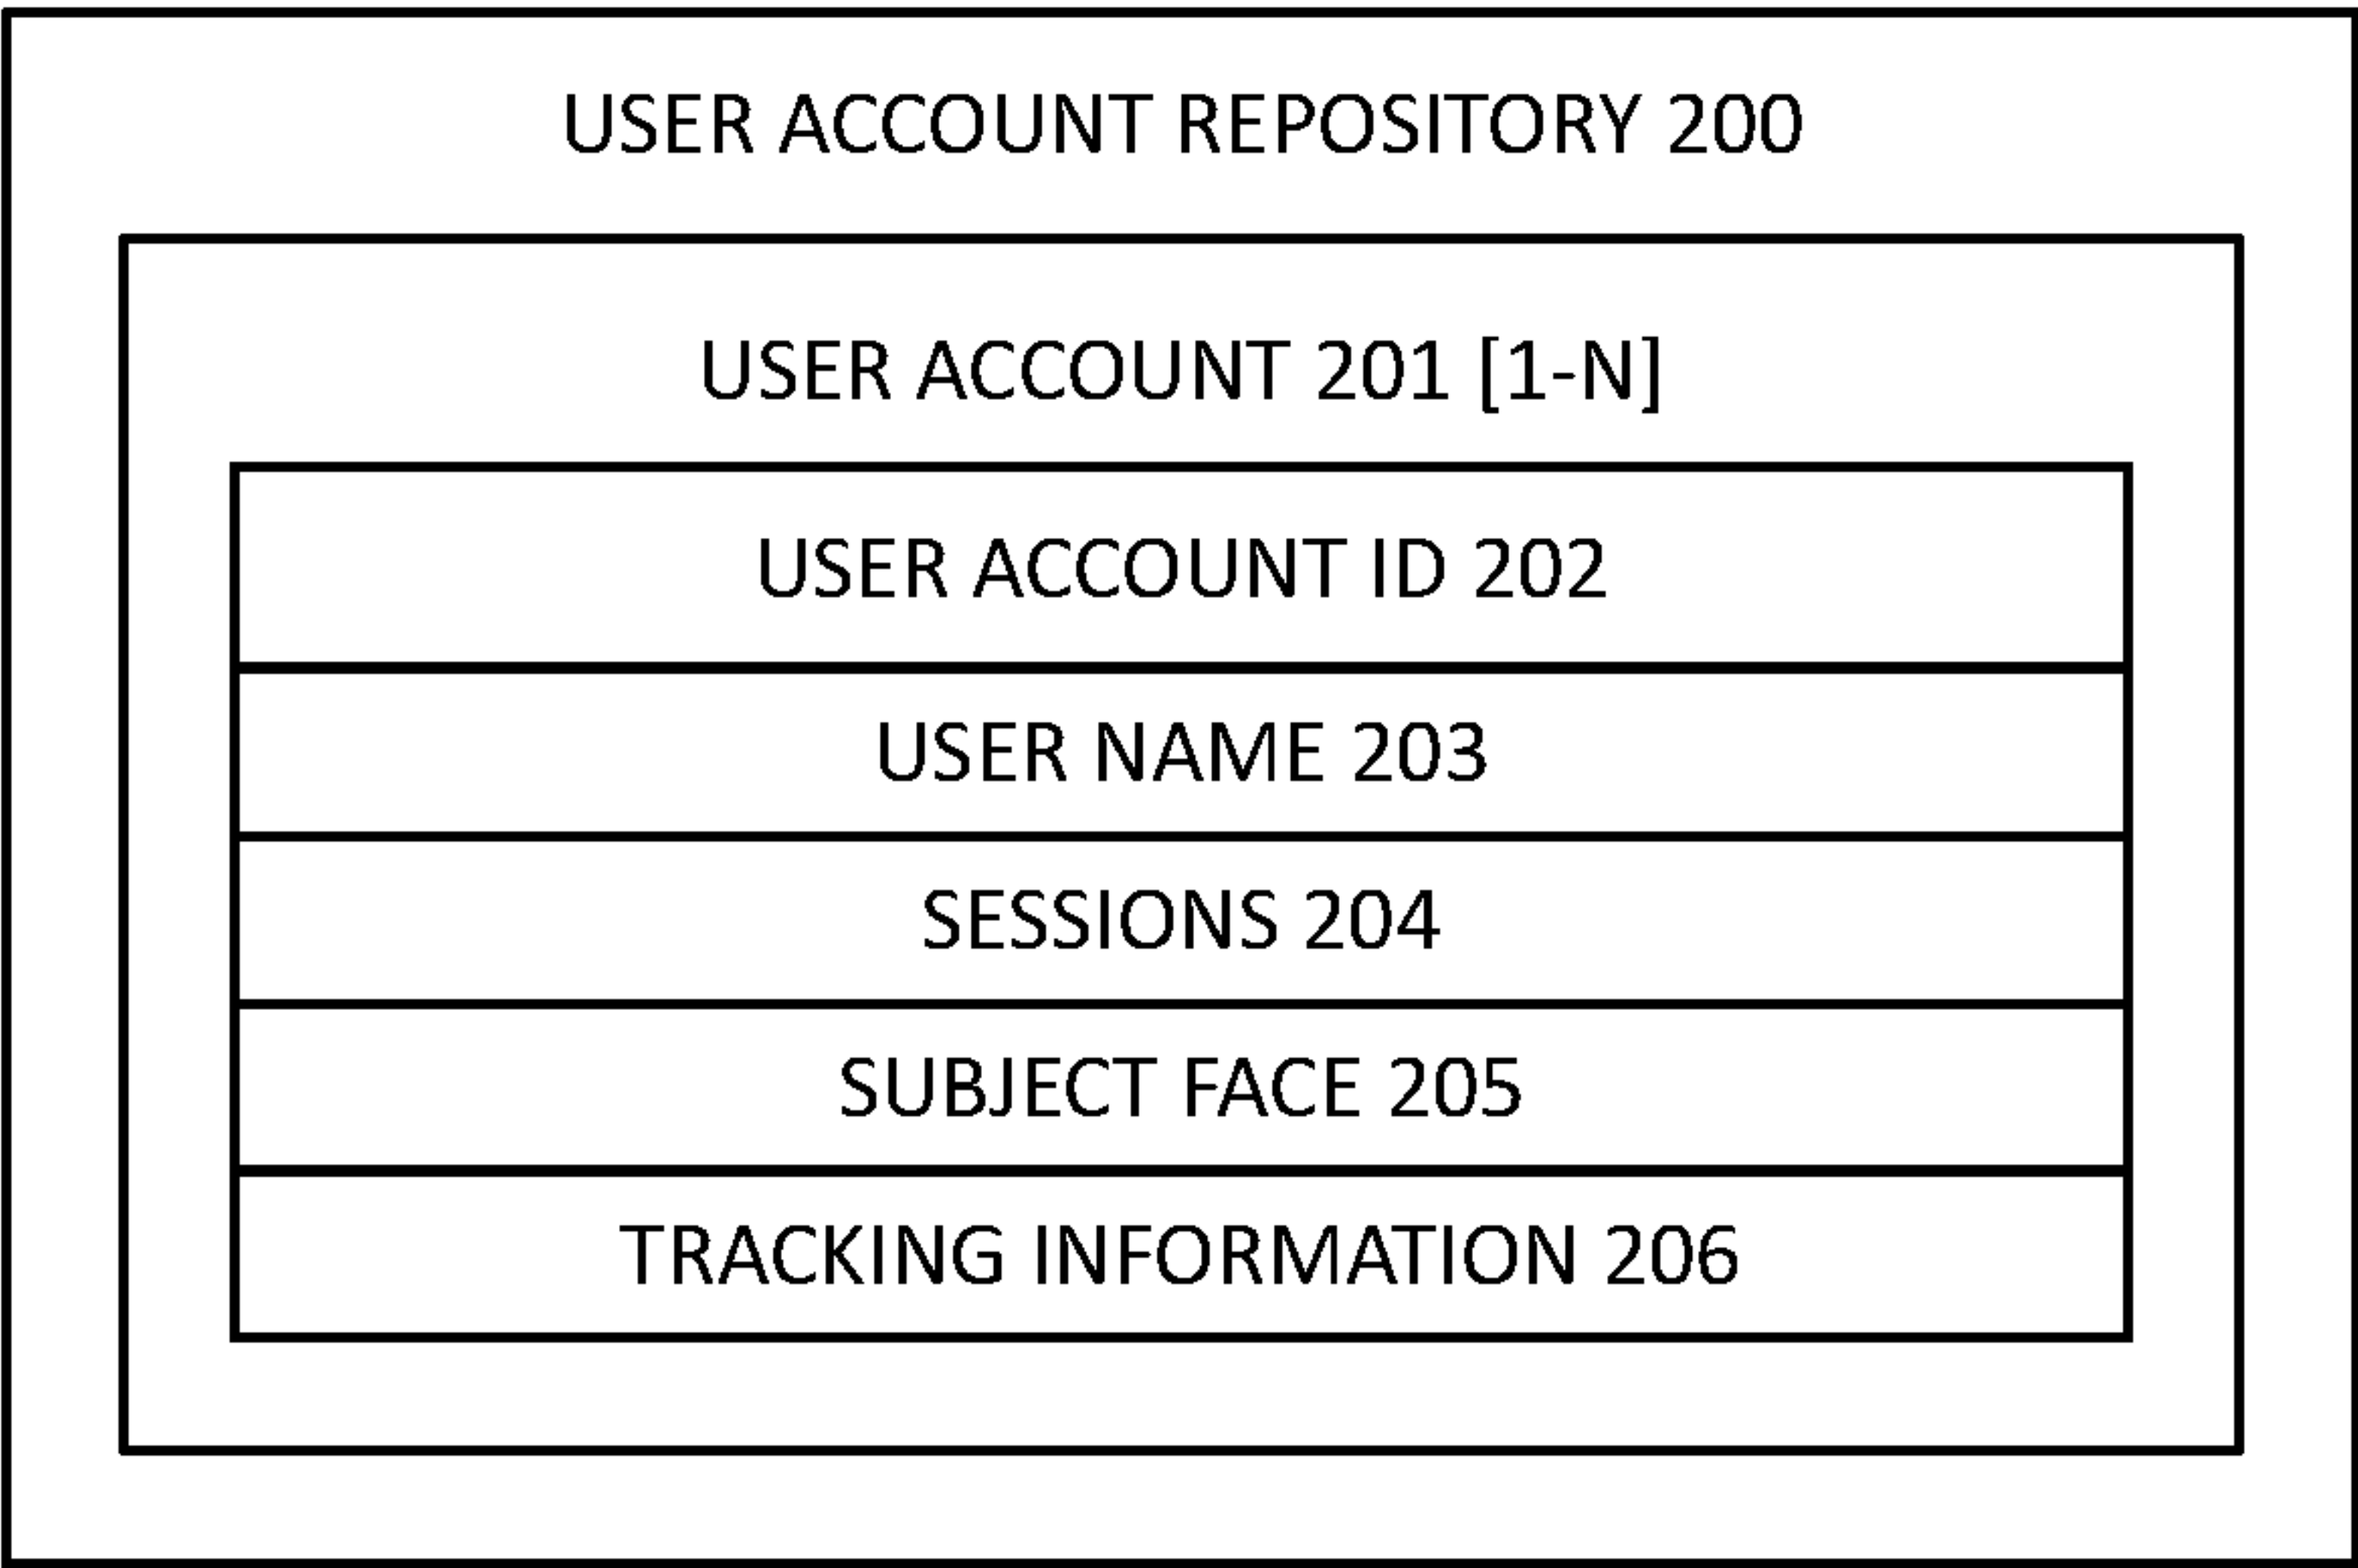 USER ACCOUNT REPOSITORY 200
USER ACCOUNT 201 [1-N]
USER ACCOUNT ID 202
USER NAME 203
SESSIONS 204
SUBJECT FACE 205
TRACKING INFORMATION 206